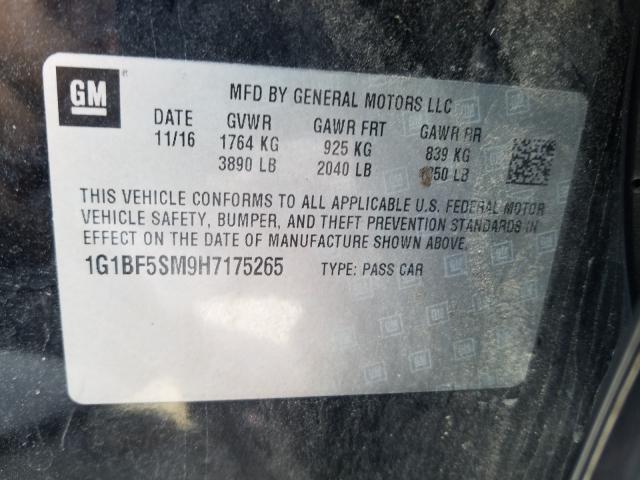 GM
MFD BY GENERAL MOTORS LLC
DATE GVWR GAWR FRT GAWR RR
11/16 1764 KG 925 KG 839 KG
3890 LB 2040 LB LB
THIS VEHICLE CONFORMS TO ALL APPLICABLE U.S. FEDERAL MOTOR
VEHICLE SAFETY, BUMPER, AND THEFT PREVENTION STANDARDS IN
EFFECT ON THE DATE OF MANUFACTURE SHOWN ABOVE.
1G1BF5SM9H7175265 TYPE: PASS CAR